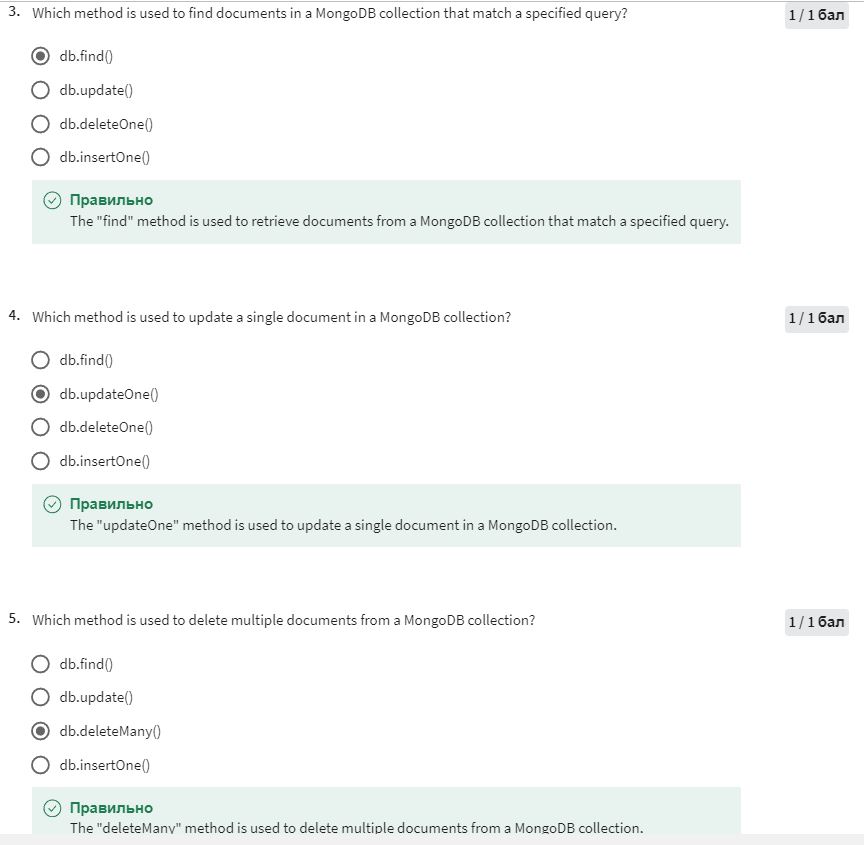 3. Which method is used to find documents in a MongoDB collection that match a specified query? 1 / 1 бал
db.find()
db.update()
db.deleteOne()
db.insertOne()
Правильно
The "find" method is used to retrieve documents from a MongoDB collection that match a specified query.
4. Which method is used to update a single document in a MongoDB collection? 1 / 1 бал
db.find()
db.updateOne()
db.deleteOne()
db.insertOne()
Правильно
The "updateOne" method is used to update a single document in a MongoDB collection.
5. Which method is used to delete multiple documents from a MongoDB collection? 1 / 1 бал
db.find()
db.update()
db.deleteMany()
db.insertOne()
Правильно
The "deleteMany" method is used to delete multiple documents from a MongoDB collection.